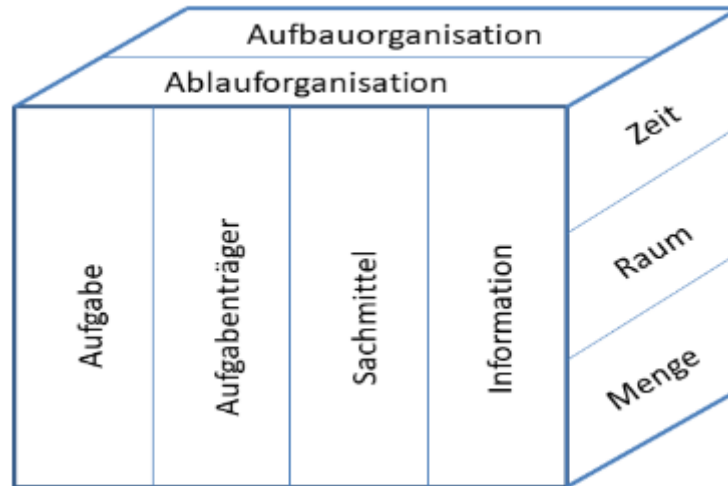 Aufbauorganisation
Ablauforganisation
Aufgabe
Aufgabenträger
Sachmittel
Information
Zeit
Raum
Menge